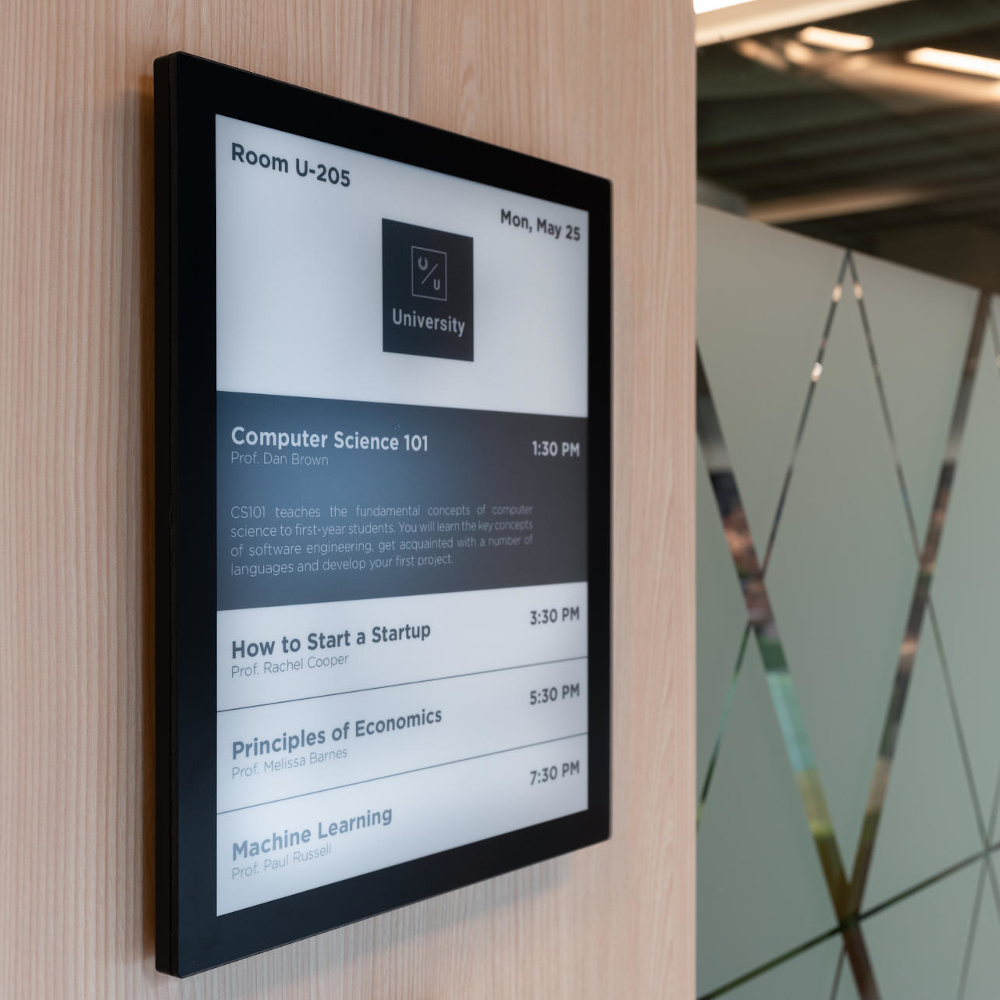 Room U-205
Mon, May 25
U/U
University
Computer Science 101
1:30 PM
Prof. Dan Brown
CS101 teaches the fundamental concepts of computer
science to first-year students. You will learn the key concepts
of software engineering, get acquainted with a number of
languages and develop your first project.
How to Start a Startup
3:30 PM
Prof. Rachel Cooper
Principles of Economics
5:30 PM
Prof. Melissa Barnes
Machine Learning
7:30 PM
Prof. Paul Russell